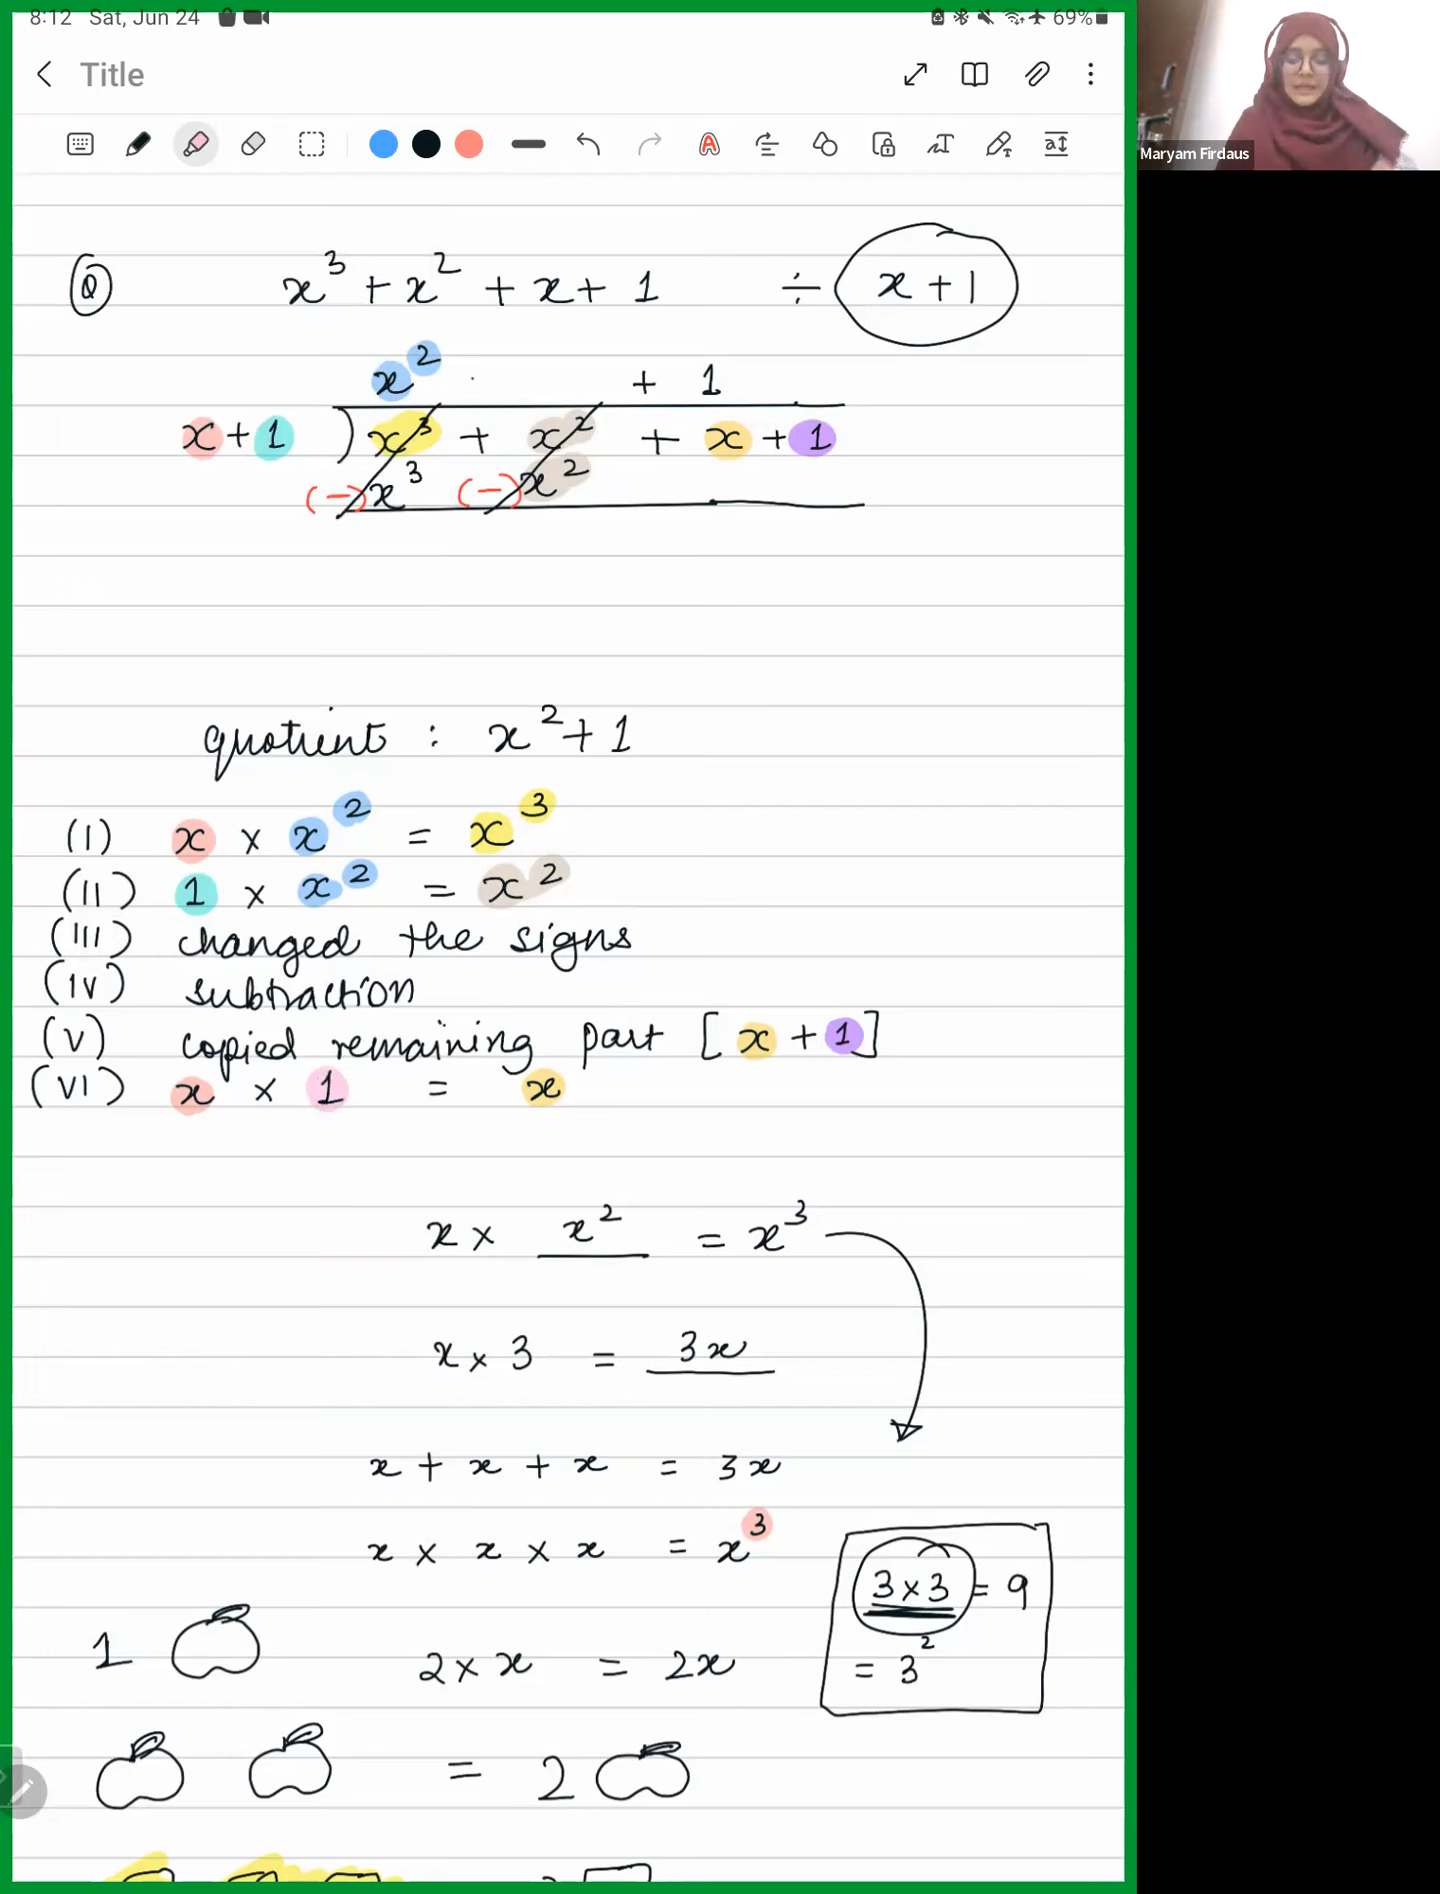 8:12 Sat, Jun 24 69%
Title
Maryam Firdaus
Q x³ + x² + x + 1 ÷ x + 1
x² + 1
x + 1 ) x³ + x² + x + 1
(-) x³ (-) x²
quotient : x² + 1
(I) x × x² = x³
(II) 1 × x² = x²
(III) changed the signs
(IV) subtraction
(V) copied remaining part [ x + 1 ]
(VI) x × 1 = x
x × x² = x³
x × 3 = 3x
x + x + x = 3x
x × x × x = x³
3 × 3 = 9
= 3²
1
2 × x = 2x
= 2